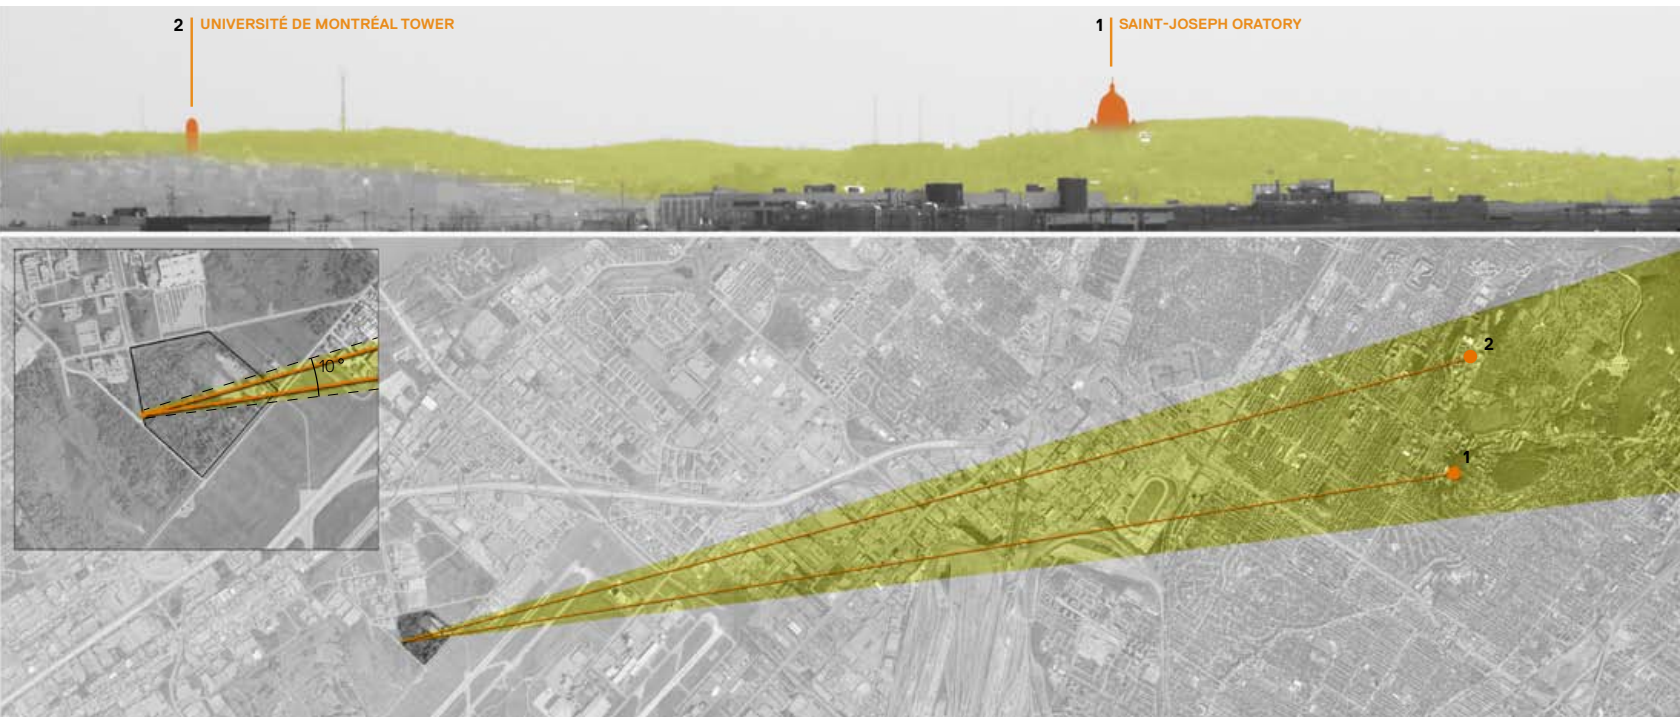 2 UNIVERSITÉ DE MONTRÉAL TOWER
1 SAINT-JOSEPH ORATORY
10°
2
1